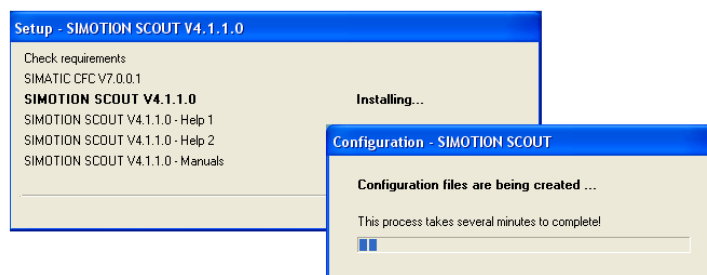 Setup - SIMOTION SCOUT V4.1.1.0
Check requirements
SIMATIC CFC V7.0.0.1
SIMOTION SCOUT V4.1.1.0 Installing...
SIMOTION SCOUT V4.1.1.0 - Help 1
SIMOTION SCOUT V4.1.1.0 - Help 2
SIMOTION SCOUT V4.1.1.0 - Manuals
Configuration - SIMOTION SCOUT
Configuration files are being created ...
This process takes several minutes to complete!